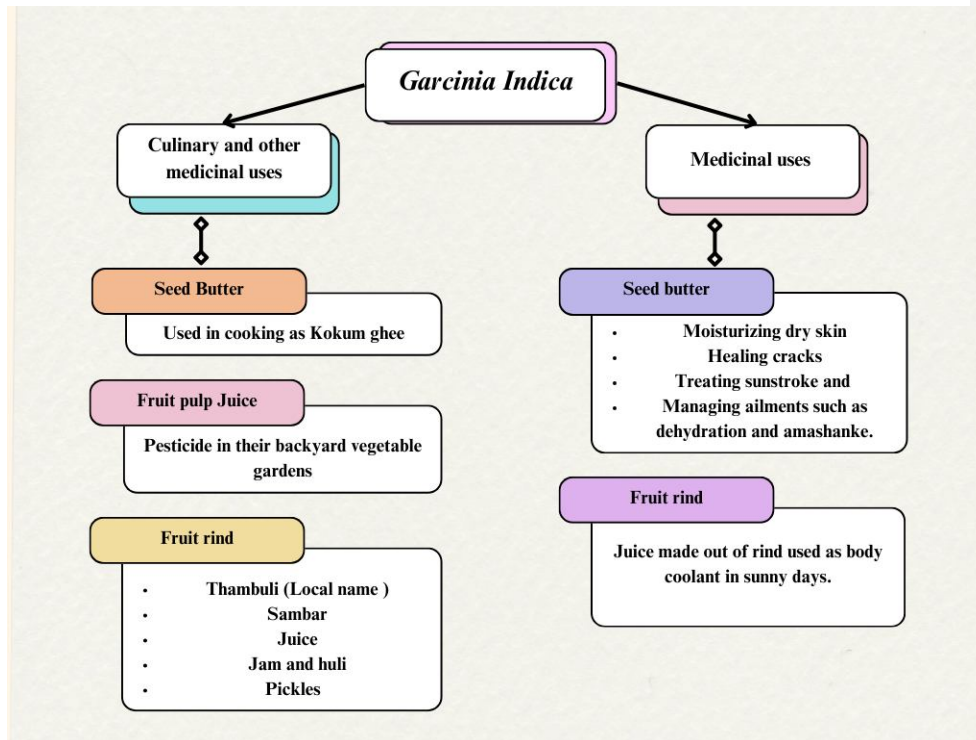 Garcinia Indica
Culinary and other
medicinal uses
Seed Butter
Used in cooking as Kokum ghee
Fruit pulp Juice
Pesticide in their backyard vegetable
gardens
Fruit rind
• Thambuli (Local name )
• Sambar
• Juice
• Jam and huli
• Pickles
Medicinal uses
Seed butter
• Moisturizing dry skin
• Healing cracks
• Treating sunstroke and
• Managing ailments such as
dehydration and amashanke.
Fruit rind
Juice made out of rind used as body
coolant in sunny days.